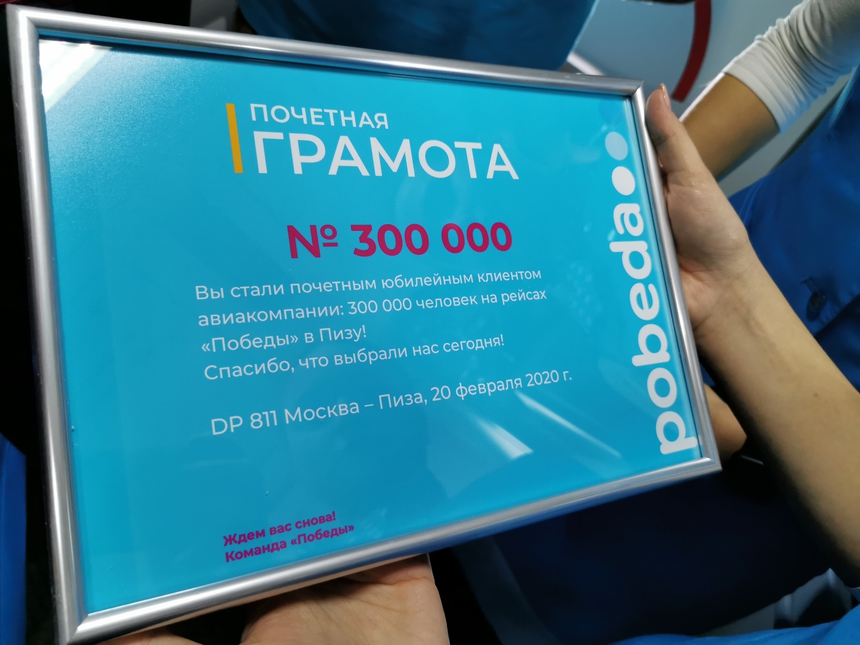 ПОЧЕТНАЯ
ГРАМОТА
№ 300 000
Вы стали почетным юбилейным клиентом
авиакомпании: 300 000 человек на рейсах
«Победы» в Пизу!
Спасибо, что выбрали нас сегодня!
DP 811 Москва – Пиза, 20 февраля 2020 г.
Ждем вас снова!
Команда «Победы»
pobeda